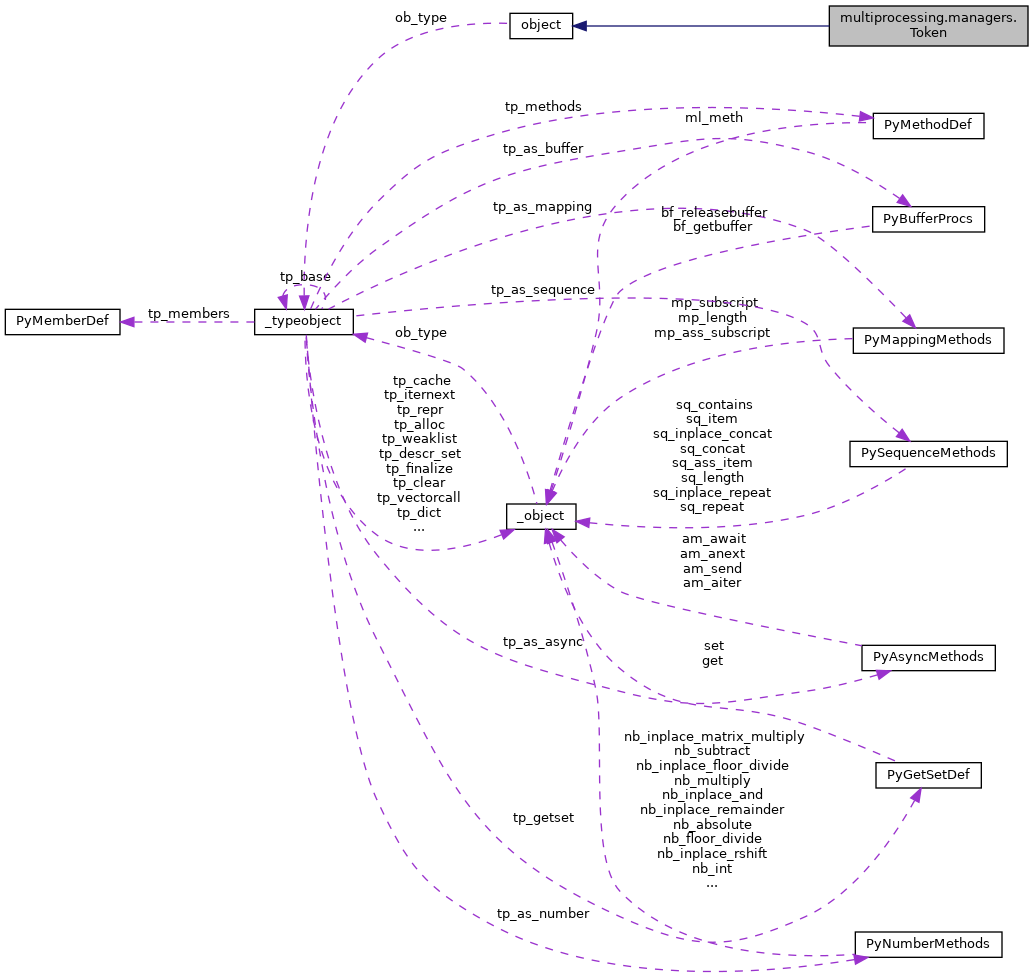 ob_type
object
multiprocessing.managers.
Token
tp_methods
ml_meth
PyMethodDef
tp_as_buffer
tp_as_mapping
bf_releasebuffer
bf_getbuffer
PyBufferProcs
tp_base
tp_as_sequence
mp_subscript
mp_length
mp_ass_subscript
PyMemberDef
tp_members
_typeobject
ob_type
PyMappingMethods
tp_cache
tp_iternext
tp_repr
tp_alloc
tp_weaklist
tp_descr_set
tp_finalize
tp_clear
tp_vectorcall
tp_dict
...
sq_contains
sq_item
sq_inplace_concat
sq_concat
sq_ass_item
sq_length
sq_inplace_repeat
sq_repeat
PySequenceMethods
_object
am_await
am_anext
am_send
am_aiter
tp_as_async
set
get
PyAsyncMethods
nb_inplace_matrix_multiply
nb_subtract
nb_inplace_floor_divide
nb_multiply
nb_inplace_and
nb_inplace_remainder
nb_absolute
nb_floor_divide
nb_inplace_rshift
nb_int
...
PyGetSetDef
tp_getset
tp_as_number
PyNumberMethods